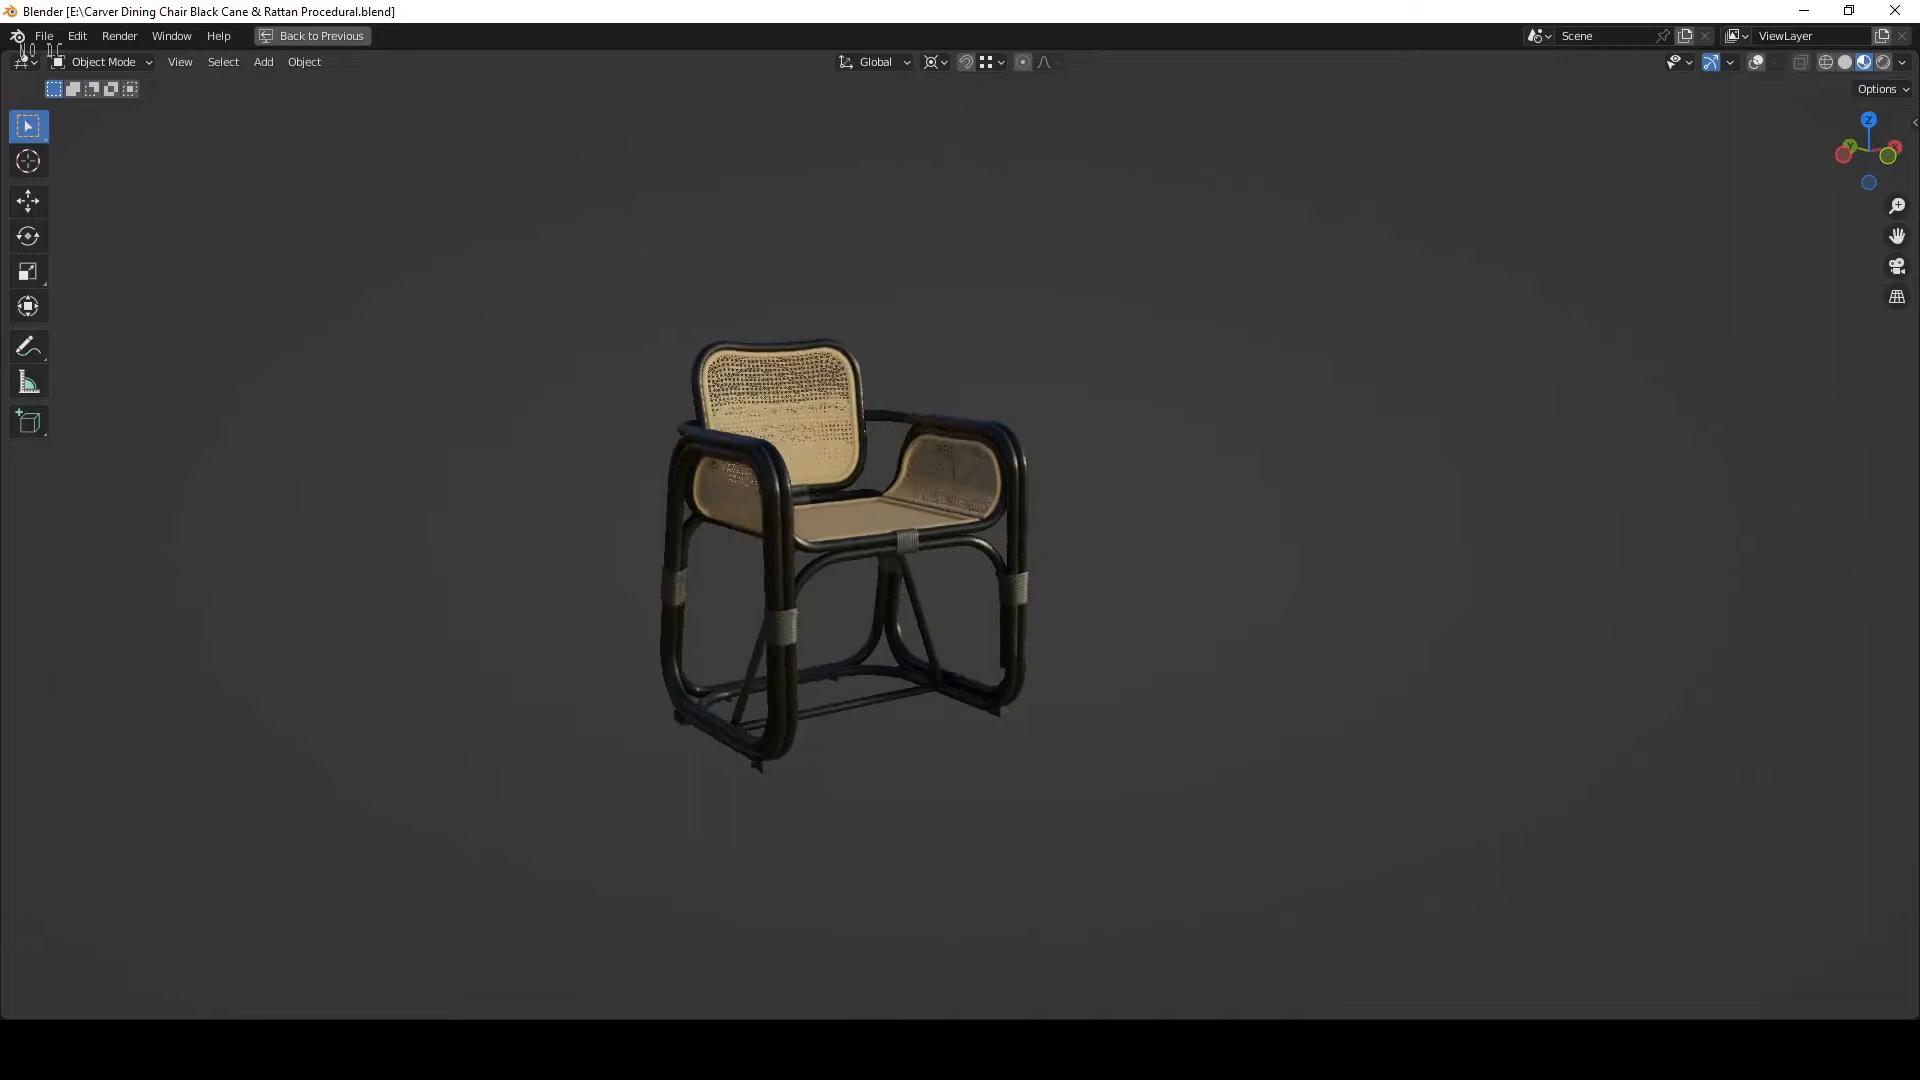 Blender [E:\Carver Dining Chair Black Cane & Rattan Procedural.blend]
File Edit Render Window Help Back to Previous Scene ViewLayer
Object Mode View Select Add Object Global
Options
Z
Y X